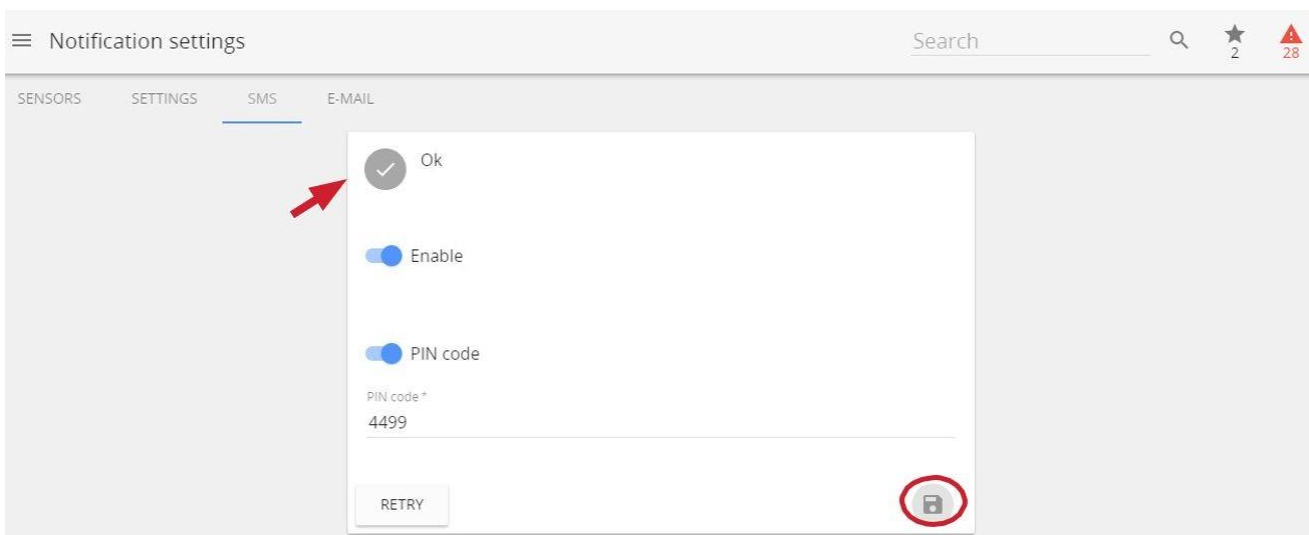 Notification settings
Search
2
28
SENSORS SETTINGS SMS E-MAIL
Ok
Enable
PIN code
PIN code *
4499
RETRY